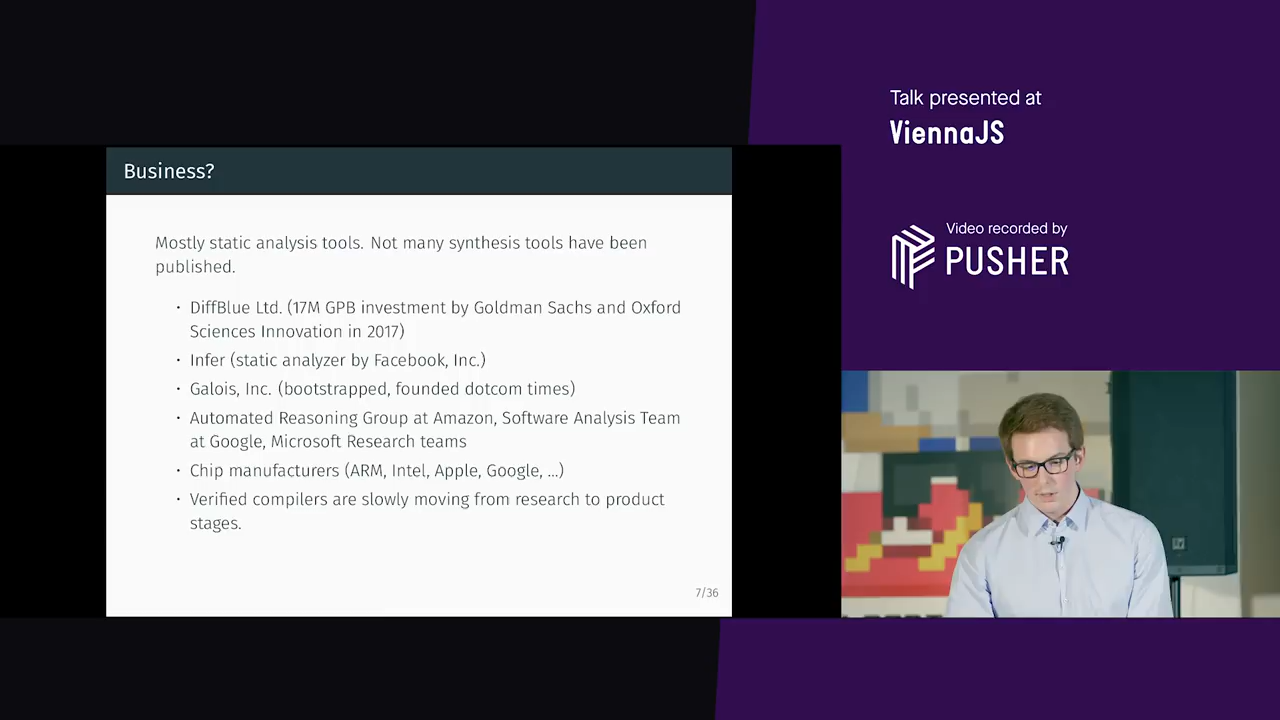 Talk presented at
ViennaJS
Video recorded by
PUSHER
Business?
Mostly static analysis tools. Not many synthesis tools have been
published.
· DiffBlue Ltd. (17M GPB investment by Goldman Sachs and Oxford
Sciences Innovation in 2017)
· Infer (static analyzer by Facebook, Inc.)
· Galois, Inc. (bootstrapped, founded dotcom times)
· Automated Reasoning Group at Amazon, Software Analysis Team
at Google, Microsoft Research teams
· Chip manufacturers (ARM, Intel, Apple, Google, ...)
· Verified compilers are slowly moving from research to product
stages.
7/36